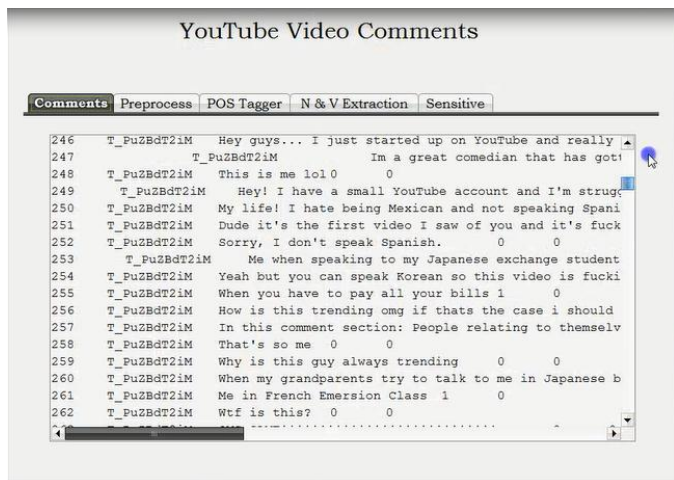 YouTube Video Comments
Comments Preprocess POS Tagger N & V Extraction Sensitive
246 T_PuZBdT2iM Hey guys... I just started up on YouTube and really
247 T_PuZBdT2iM Im a great comedian that has gott
248 T_PuZBdT2iM This is me lol 0 0
249 T_PuZBdT2iM Hey! I have a small YouTube account and I'm strugg
250 T_PuZBdT2iM My life! I hate being Mexican and not speaking Spani
251 T_PuZBdT2iM Dude it's the first video I saw of you and it's fuck
252 T_PuZBdT2iM Sorry, I don't speak Spanish. 0 0
253 T_PuZBdT2iM Me when speaking to my Japanese exchange student
254 T_PuZBdT2iM Yeah but you can speak Korean so this video is fucki
255 T_PuZBdT2iM When you have to pay all your bills 1 0
256 T_PuZBdT2iM How is this trending omg if thats the case i should
257 T_PuZBdT2iM In this comment section: People relating to themselv
258 T_PuZBdT2iM That's so me 0 0
259 T_PuZBdT2iM Why is this guy always trending 0 0
260 T_PuZBdT2iM When my grandparents try to talk to me in Japanese b
261 T_PuZBdT2iM Me in French Emersion Class 1 0
262 T_PuZBdT2iM Wtf is this? 0 0